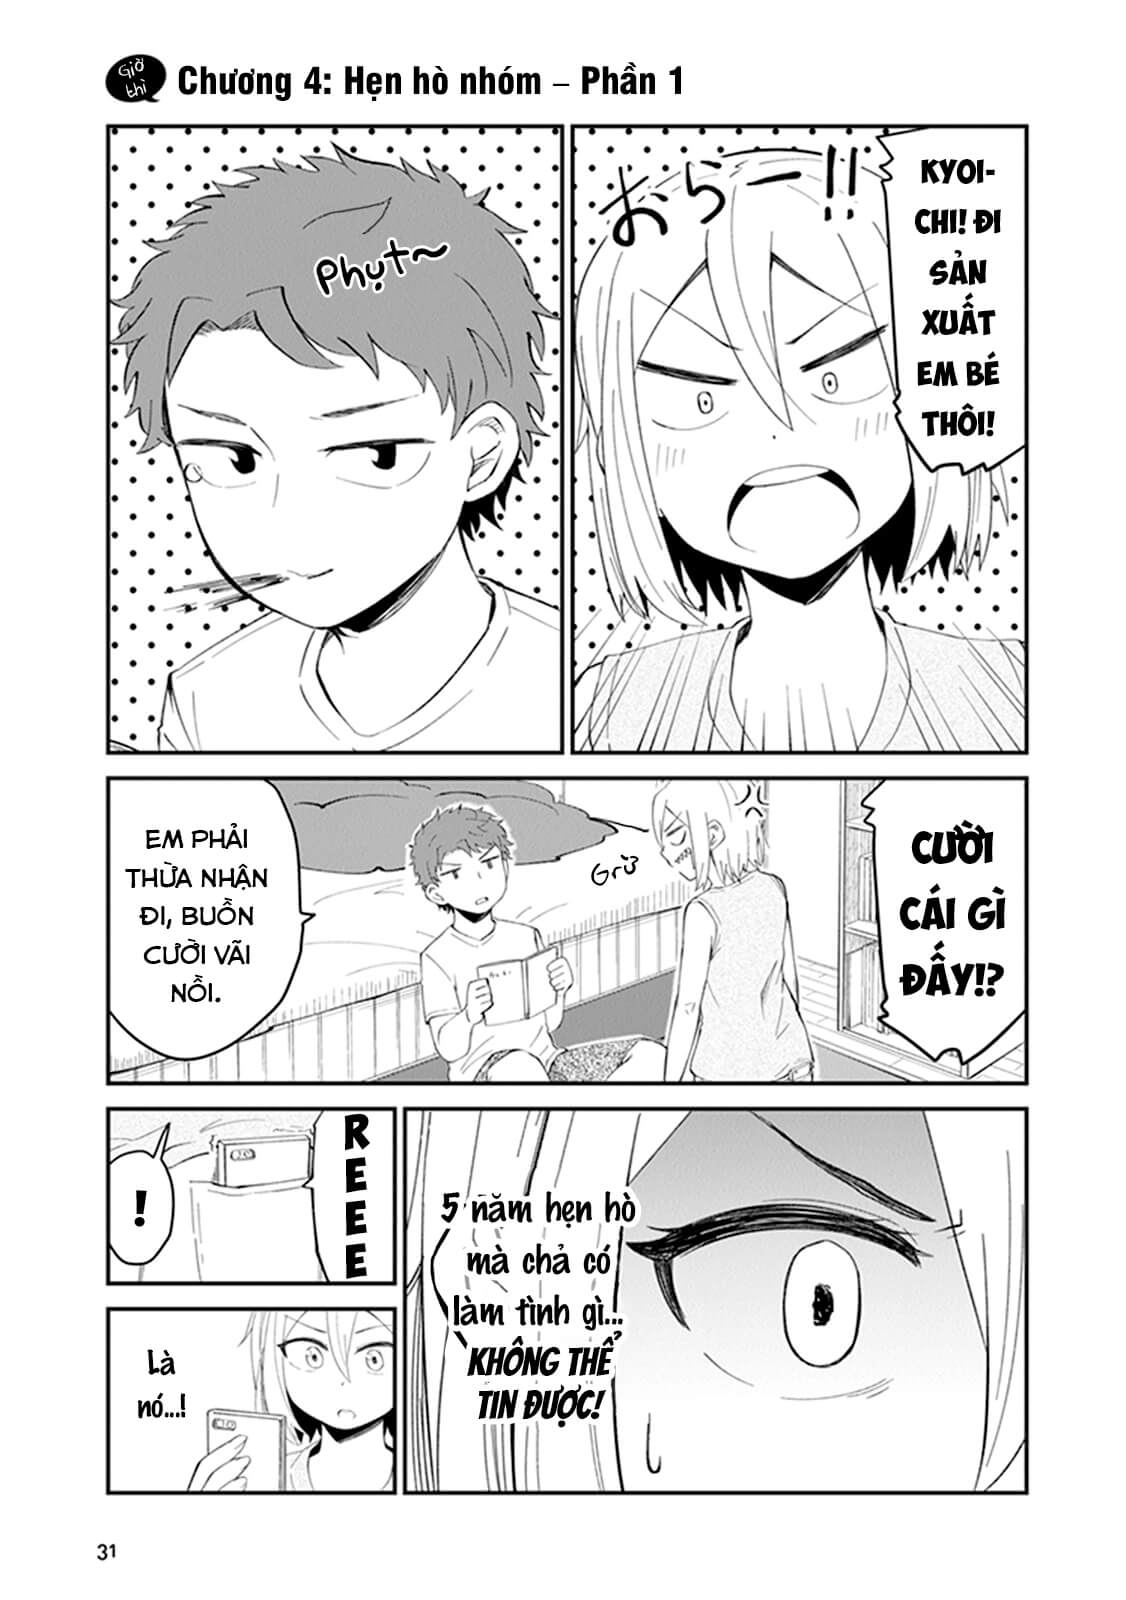 Giờ
thì
Chương 4: Hẹn hò nhóm – Phần 1
KYOI-
CHI! ĐI
SẢN
XUẤT
EM BÉ
THÔI!
おらー!!
Phụt~
CƯỜI
CÁI GÌ
ĐẤY!?
Grừ
EM PHẢI
THỪA NHẬN
ĐI, BUỒN
CƯỜI VÃI
NỒI.
5 năm hẹn hò
mà chả có
làm tình gì...
KHÔNG THỂ
TIN ĐƯỢC!
R
E
E
E
!
Là
nó...!
31